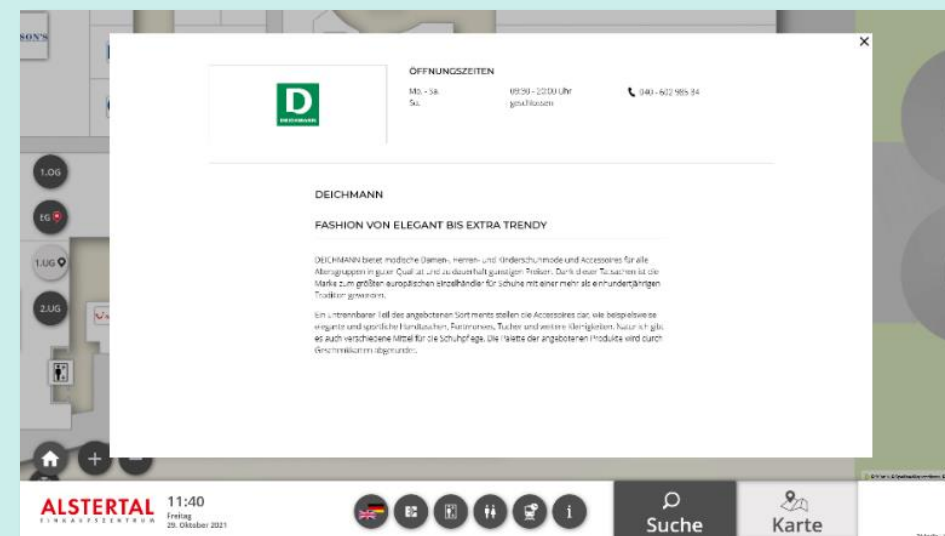 SON'S
ÖFFNUNGSZEITEN
Mo. - Sa. 09:30 - 20:00 Uhr 040 - 602 985 84
So. geschlossen
D
DEICHMANN
DEICHMANN
FASHION VON ELEGANT BIS EXTRA TRENDY
DEICHMANN bietet modische Damen-, Herren- und Kinderschuhmode und Accessoires für alle
Altersgruppen in guter Qualität und zu dauerhaft günstigen Preisen. Dank dieser Tatsachen ist die
Marke zum größten europäischen Einzelhändler für Schuhe mit einer mehr als einhundertjährigen
Tradition geworden.
Ein untrennbarer Teil des angebotenen Sortiments stellen die Accessoires dar, wie beispielsweise
elegante und sportliche Handtaschen, Portmonees, Tücher und weitere Kleinigkeiten. Natürlich gibt
es auch verschiedene Mittel für die Schuhpflege. Die Palette der angebotenen Produkte wird durch
Geschenkkarten abgerundet.
1.OG
EG
1.UG
2.UG
ALSTERTAL
EINKAUFSZENTRUM
11:40
Freitag
29. Oktober 2021
Suche
Karte